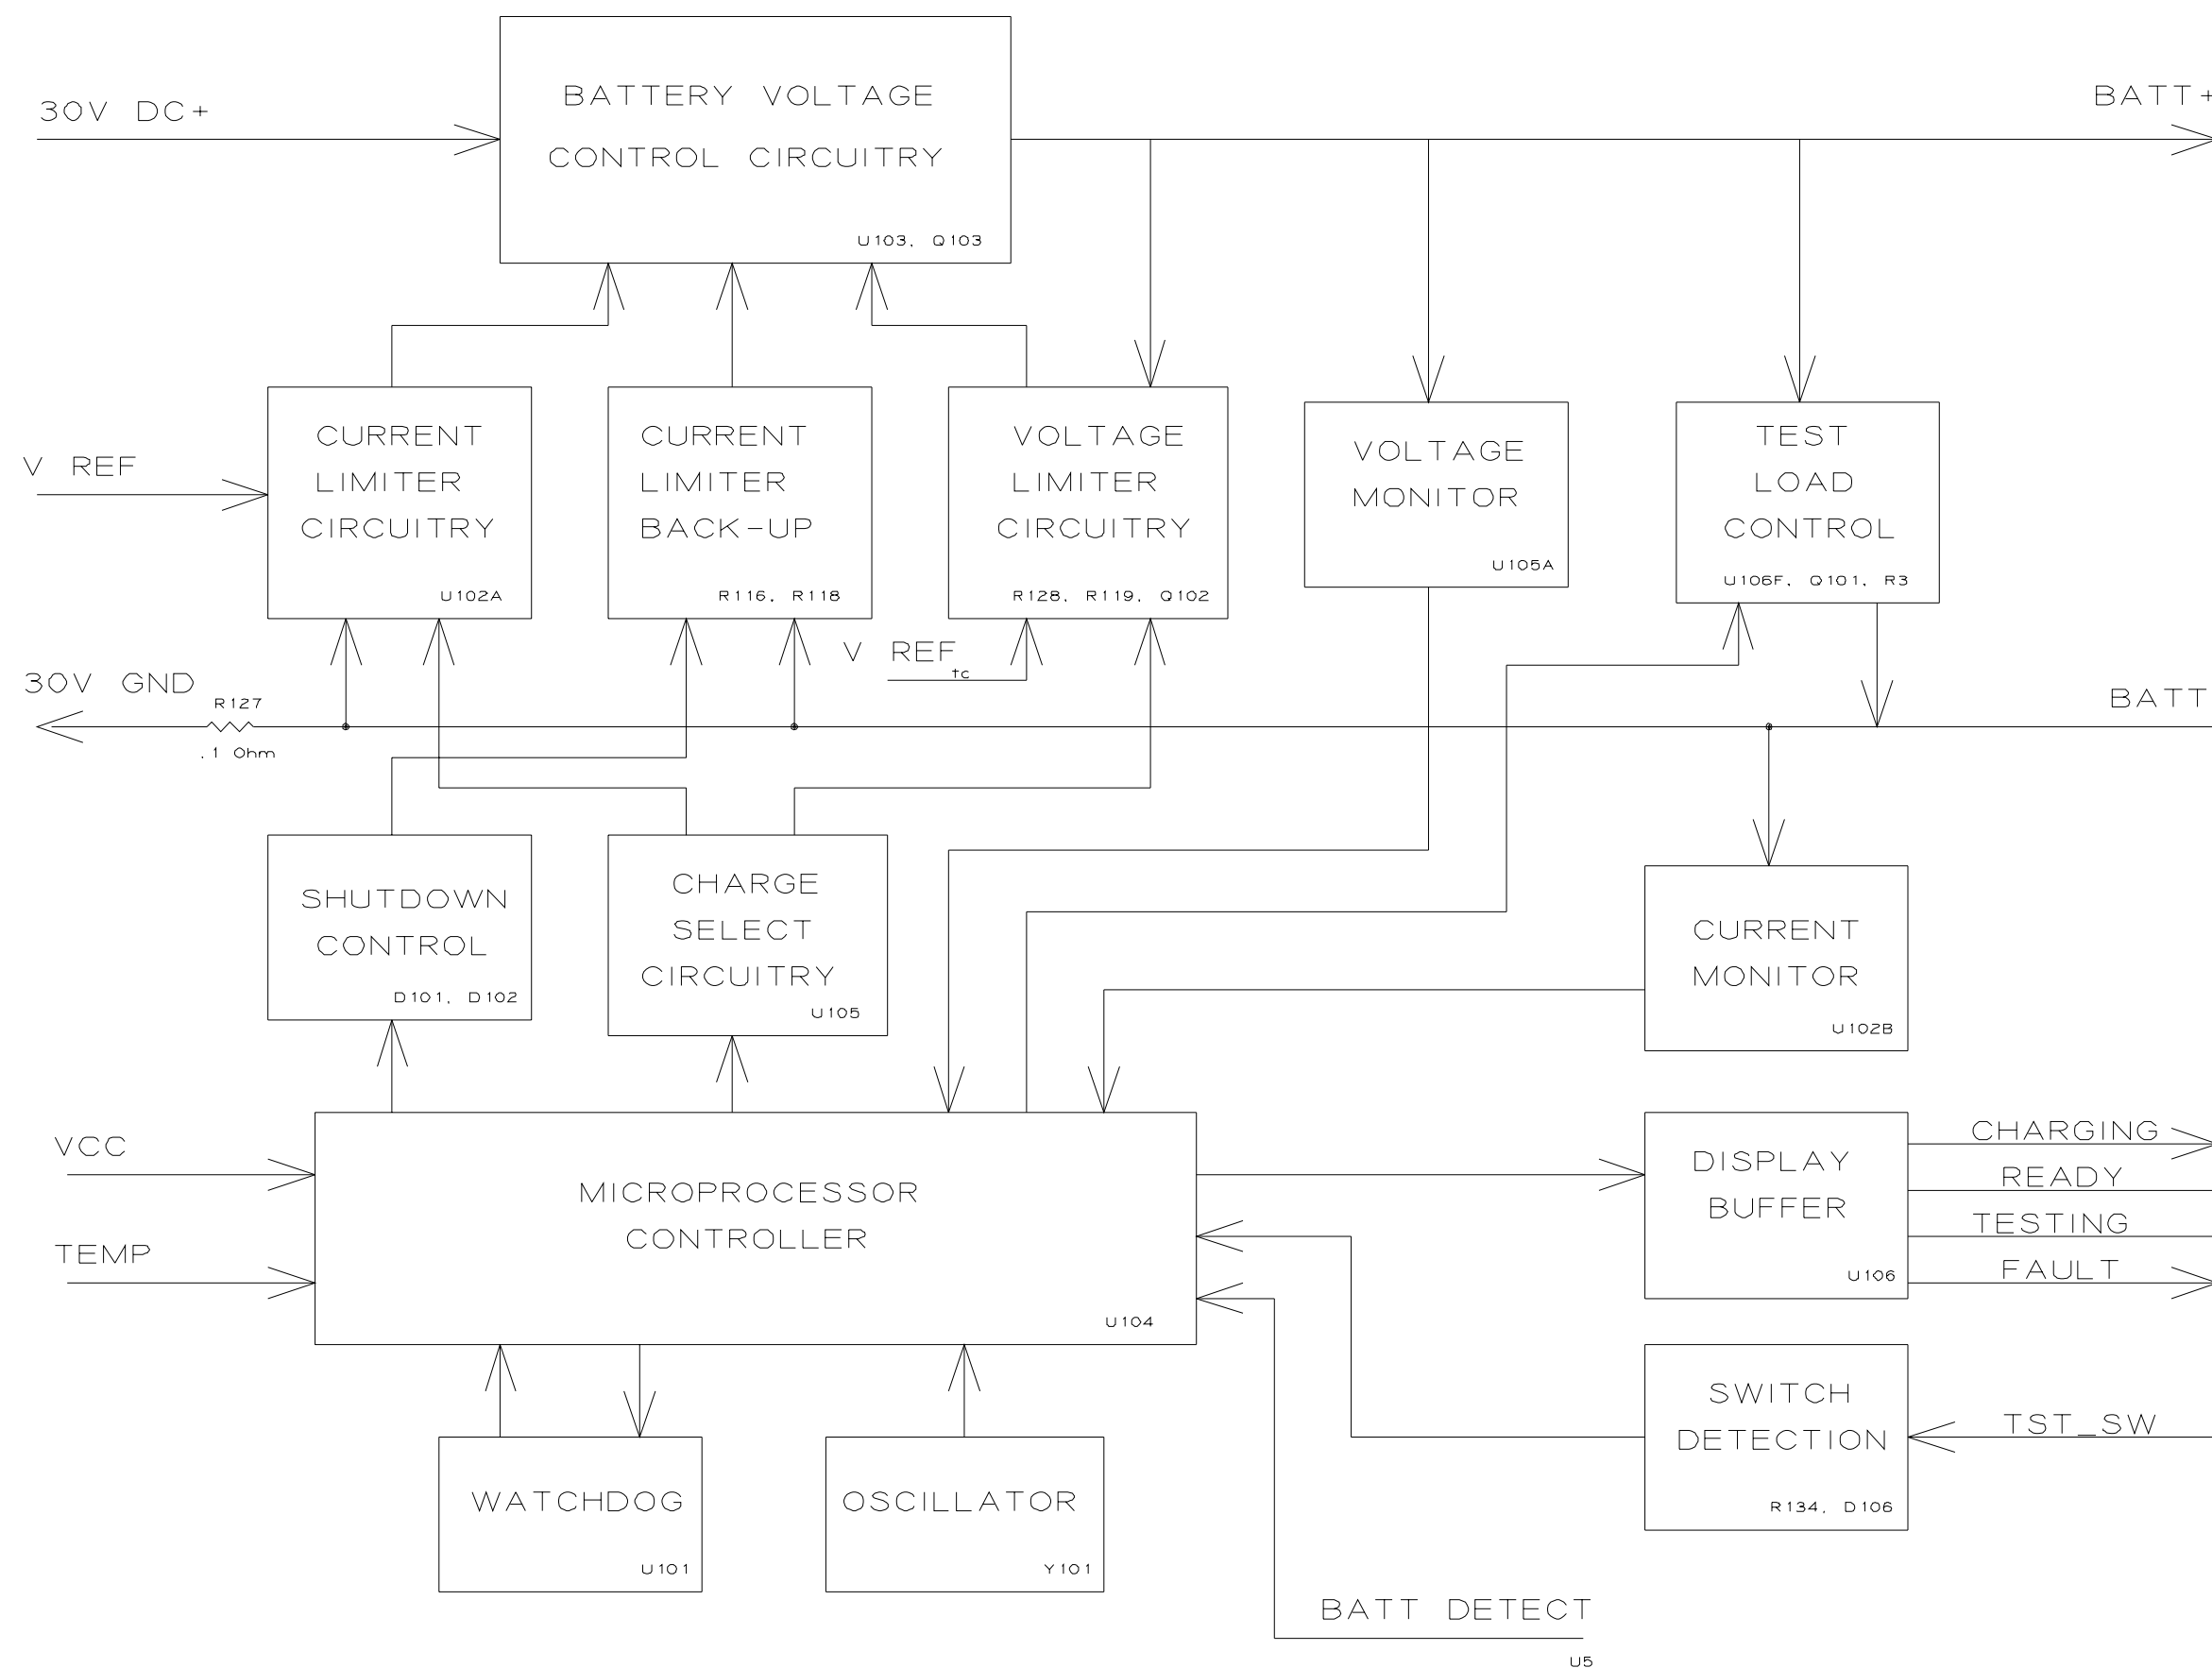 BATTERY VOLTAGE
CONTROL CIRCUITRY
U103, Q103
30V DC+
BATT+
CURRENT
LIMITER
CIRCUITRY
U102A
CURRENT
LIMITER
BACK-UP
R116, R118
VOLTAGE
LIMITER
CIRCUITRY
R128, R119, Q102
VOLTAGE
MONITOR
U105A
TEST
LOAD
CONTROL
U106F, Q101, R3
V REF
V REF tc
30V GND
R127
.1 Ohm
BATT
SHUTDOWN
CONTROL
D101, D102
CHARGE
SELECT
CIRCUITRY
U105
CURRENT
MONITOR
U102B
VCC
TEMP
MICROPROCESSOR
CONTROLLER
U104
DISPLAY
BUFFER
U106
CHARGING
READY
TESTING
FAULT
SWITCH
DETECTION
R134, D106
TST_SW
WATCHDOG
U101
OSCILLATOR
Y101
BATT DETECT
U5